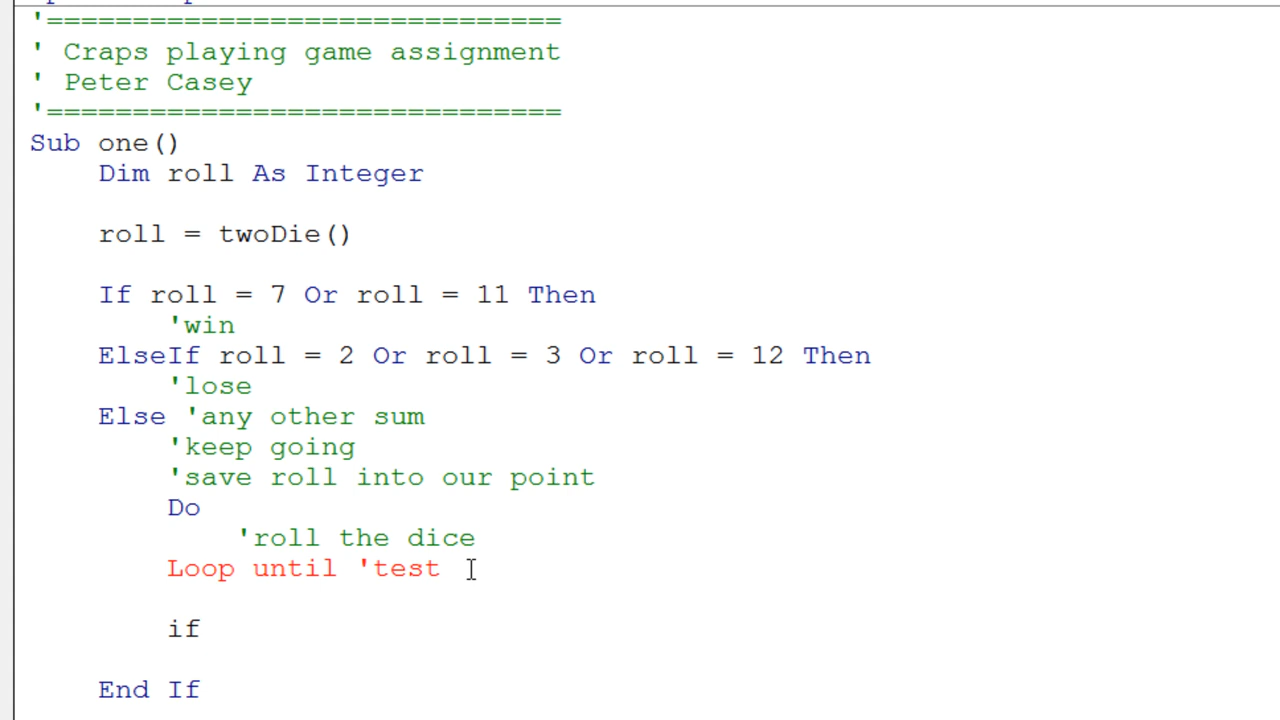 '==============================
' Craps playing game assignment
' Peter Casey
'==============================
Sub one()
Dim roll As Integer
roll = twoDie()
If roll = 7 Or roll = 11 Then
'win
ElseIf roll = 2 Or roll = 3 Or roll = 12 Then
'lose
Else 'any other sum
'keep going
'save roll into our point
Do
'roll the dice
Loop until 'test
if
End If